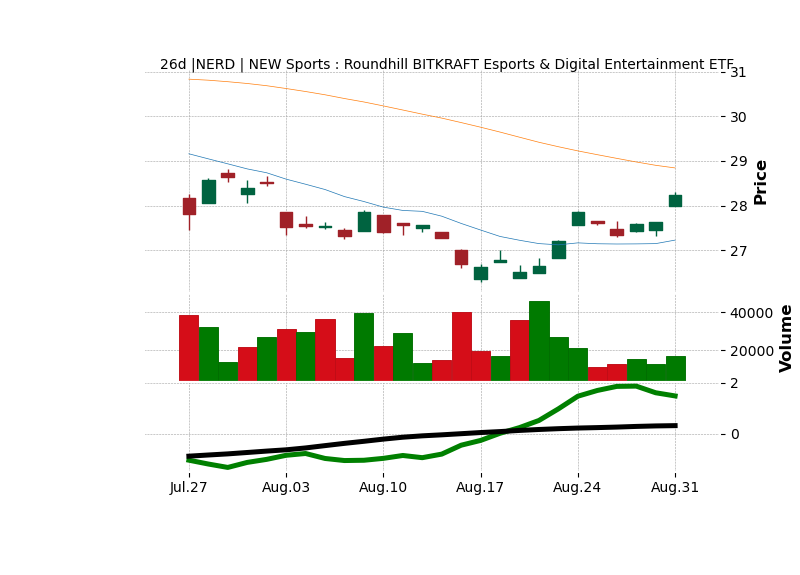 26d |NERD | NEW Sports : Roundhill BITKRAFT Esports & Digital Entertainment ETF
31
30
29
28
27
Price
40000
20000
Volume
2
0
Jul.27 Aug.03 Aug.10 Aug.17 Aug.24 Aug.31